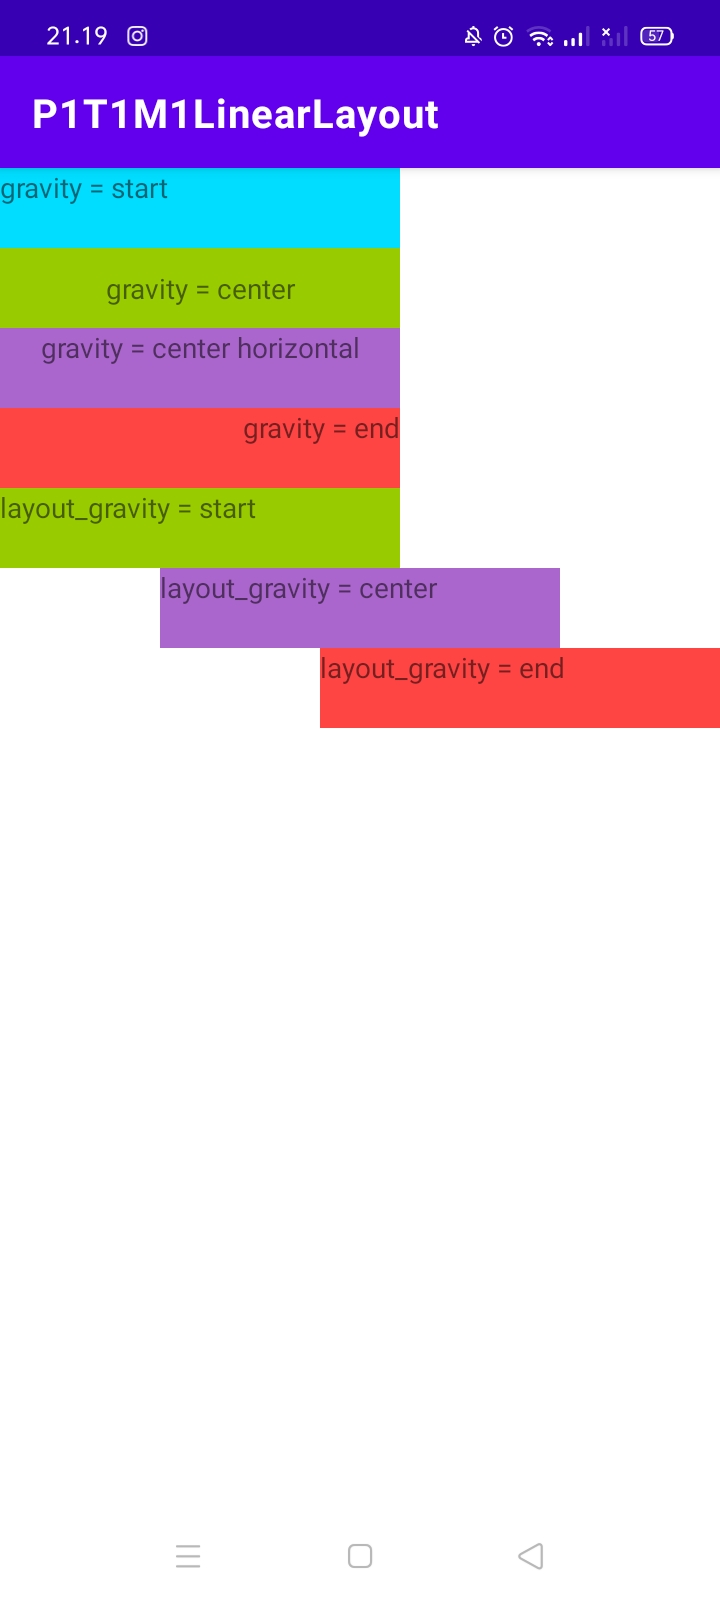 21.19
57
P1T1M1LinearLayout
gravity = start
gravity = center
gravity = center horizontal
gravity = end
layout_gravity = start
layout_gravity = center
layout_gravity = end